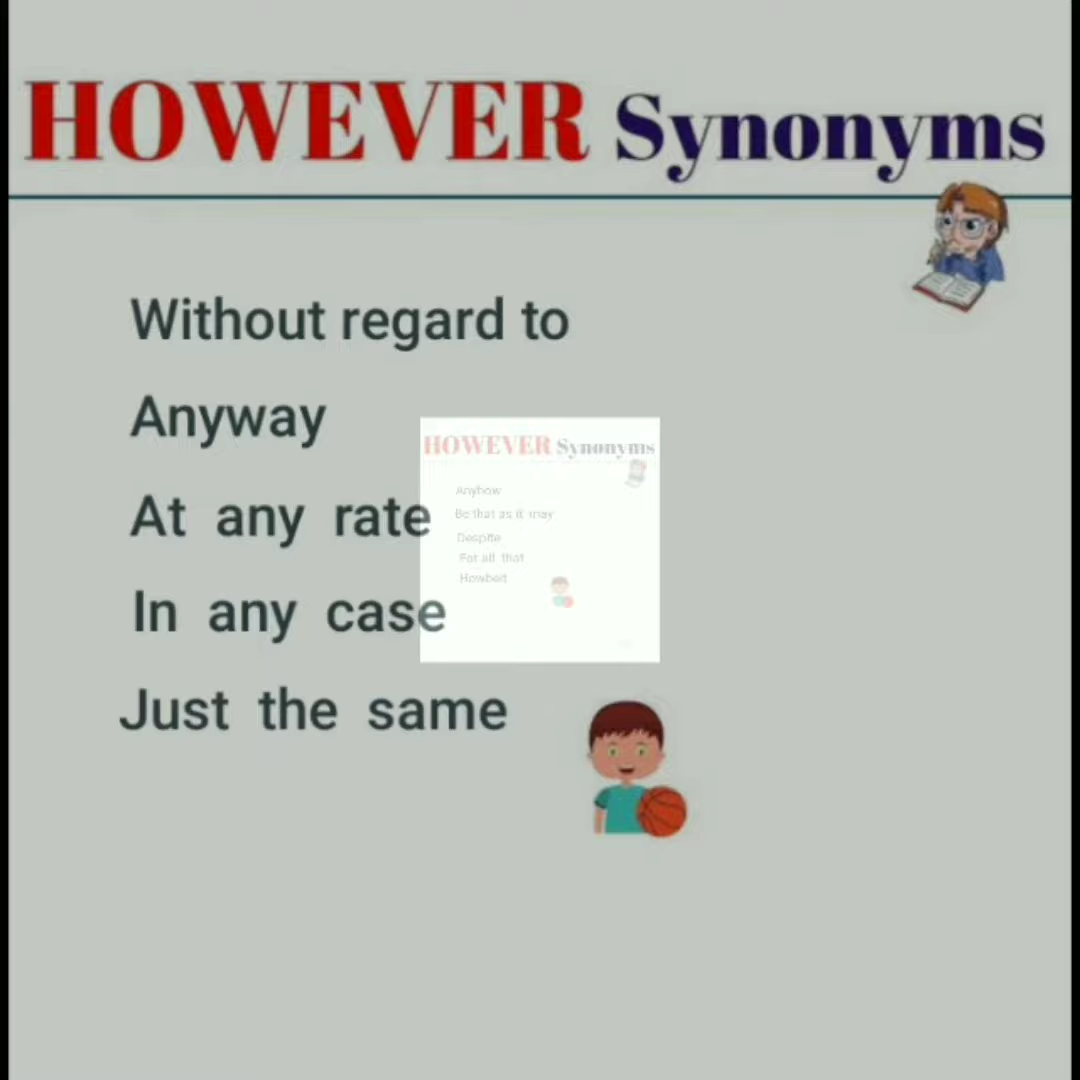 HOWEVER Synonyms
Without regard to
Anyway
At any rate
In any case
Just the same
HOWEVER Synonyms
Anyhow
Be that as it may
Despite
For all that
Howbeit